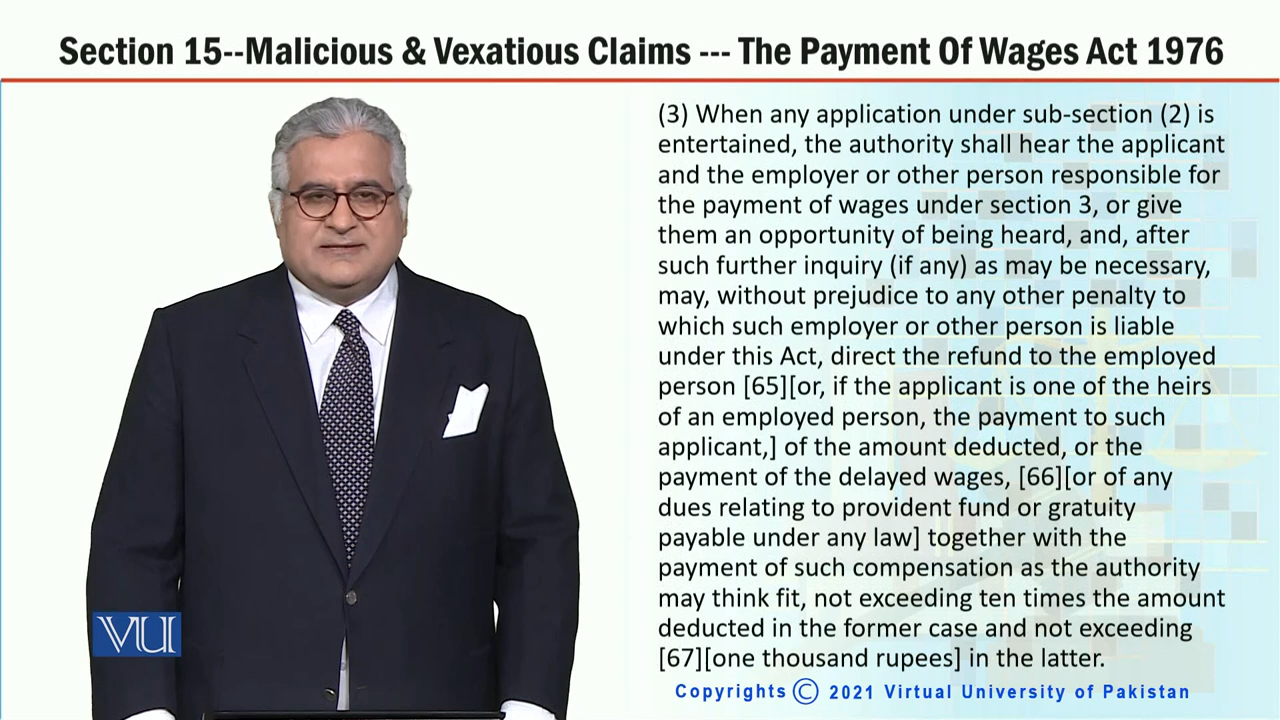 Section 15--Malicious & Vexatious Claims --- The Payment Of Wages Act 1976
(3) When any application under sub-section (2) is
entertained, the authority shall hear the applicant
and the employer or other person responsible for
the payment of wages under section 3, or give
them an opportunity of being heard, and, after
such further inquiry (if any) as may be necessary,
may, without prejudice to any other penalty to
which such employer or other person is liable
under this Act, direct the refund to the employed
person [65][or, if the applicant is one of the heirs
of an employed person, the payment to such
applicant,] of the amount deducted, or the
payment of the delayed wages, [66][or of any
dues relating to provident fund or gratuity
payable under any law] together with the
payment of such compensation as the authority
may think fit, not exceeding ten times the amount
deducted in the former case and not exceeding
[67][one thousand rupees] in the latter.
VU
Copyrights © 2021 Virtual University of Pakistan